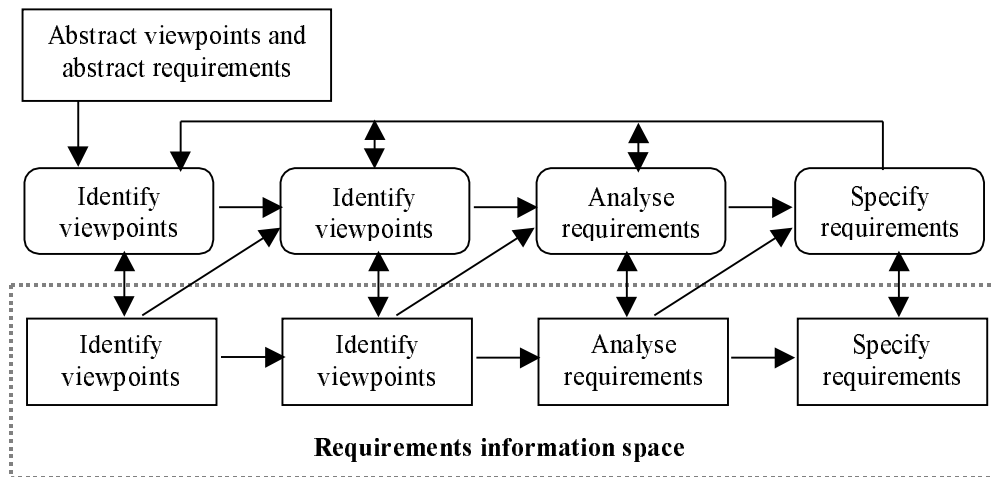 Abstract viewpoints and
abstract requirements
Identify
viewpoints
Identify
viewpoints
Analyse
requirements
Specify
requirements
Identify
viewpoints
Identify
viewpoints
Analyse
requirements
Specify
requirements
Requirements information space